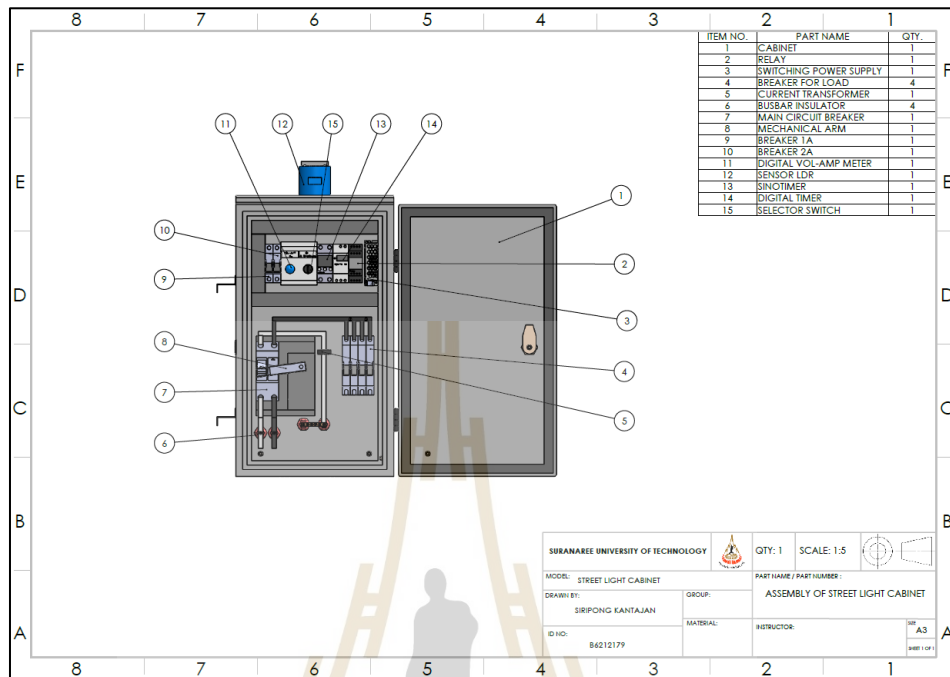 8 7 6 5 4 3 2 1
F F
E E
D D
C C
B B
A A
ITEM NO. PART NAME QTY.
1 CABINET 1
2 RELAY 1
3 SWITCHING POWER SUPPLY 1
4 BREAKER FOR LOAD 4
5 CURRENT TRANSFORMER 1
6 BUSBAR INSULATOR 4
7 MAIN CIRCUIT BREAKER 1
8 MECHANICAL ARM 1
9 BREAKER 1A 1
10 BREAKER 2A 1
11 DIGITAL VOL-AMP METER 1
12 SENSOR LDR 1
13 SINOTIMER 1
14 DIGITAL TIMER 1
15 SELECTOR SWITCH 1
11 12 15 13 14
1
10
2
9
3
8
4
7
5
6
SURANAREE UNIVERSITY OF TECHNOLOGY QTY: 1 SCALE: 1:5
MODEL: STREET LIGHT CABINET
PART NAME / PART NUMBER :
ASSEMBLY OF STREET LIGHT CABINET
DRAWN BY:
SIRIPONG KANTAJAN
GROUP:
MATERIAL:
INSTRUCTOR:
ID NO:
B6212179
SIZE
A3
SHEET 1 OF 1
8 7 6 5 4 3 2 1